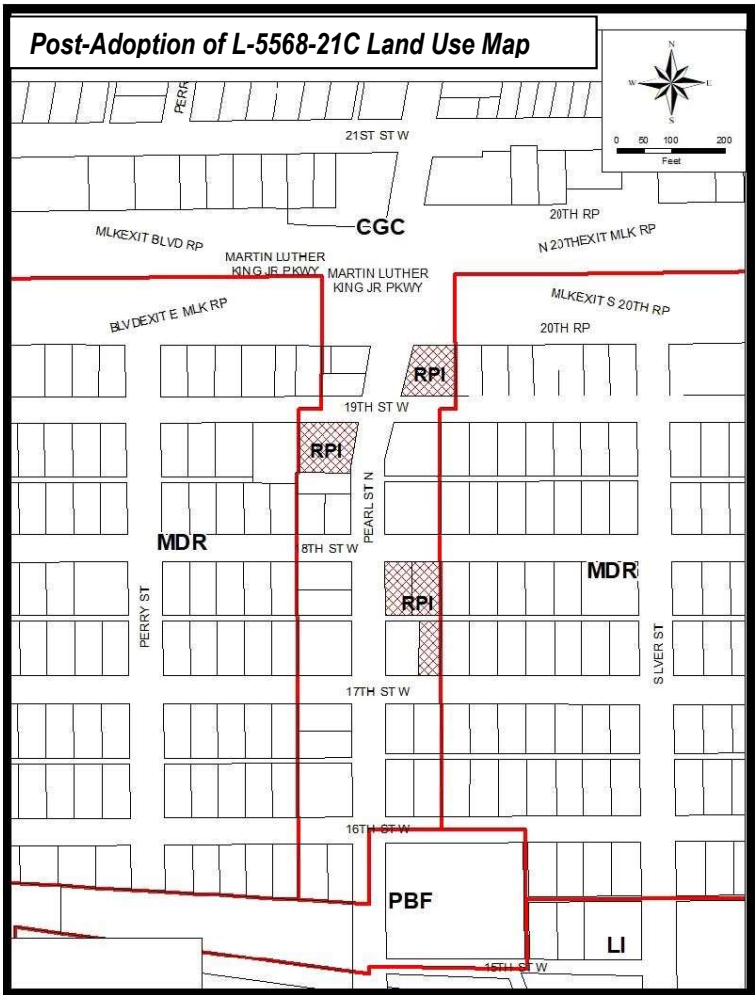 Post-Adoption of L-5568-21C Land Use Map
N
W
E
S
0 50 100 200
Feet
PERR
21ST ST W
CGC
20TH RP
MLKEXIT BLVD RP
N 20THEXIT MLK RP
MARTIN LUTHER
KING JR PKWY
MARTIN LUTHER
KING JR PKWY
MLKEXIT S 20TH RP
BLVDEXIT E MLK RP
20TH RP
RPI
19TH ST W
RPI
PEARL ST N
MDR
18TH ST W
MDR
RPI
PERRY ST
SILVER ST
17TH ST W
16TH ST W
PBF
LI
15TH ST W